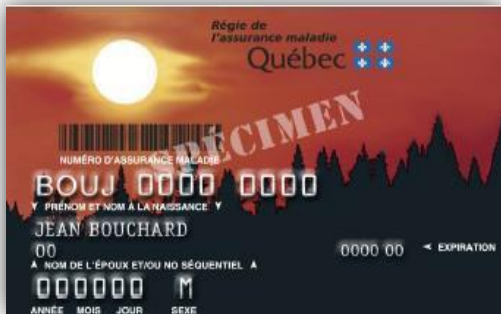 Régie de
l'assurance maladie
Québec
SPECIMEN
NUMÉRO D'ASSURANCE MALADIE
BOUJ 0000 0000
PRÉNOM ET NOM À LA NAISSANCE
JEAN BOUCHARD
00
0000 00 EXPIRATION
NOM DE L'ÉPOUX ET/OU NO SÉQUENTIEL
000000 M
ANNÉE MOIS JOUR SEXE